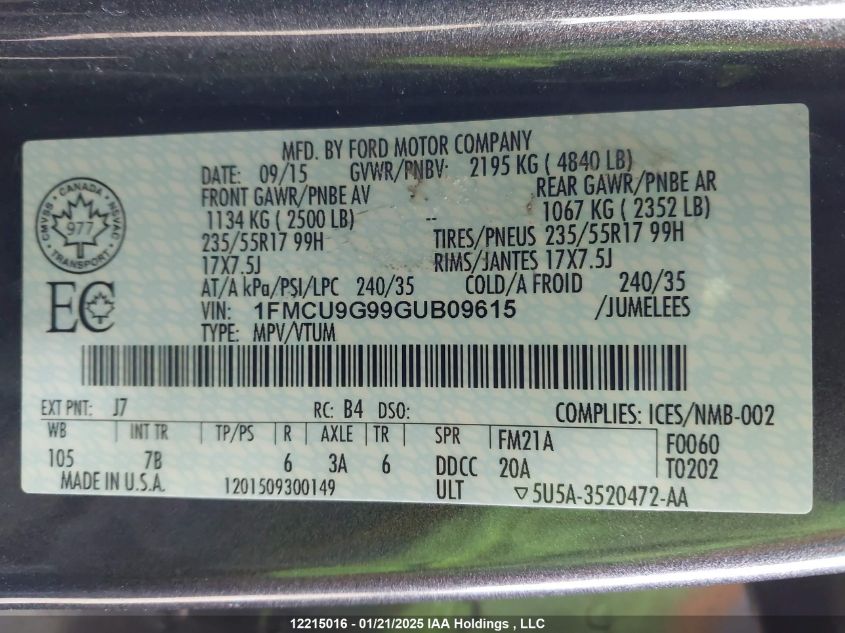 MFD. BY FORD MOTOR COMPANY
DATE: 09/15 GVWR/PNBV: 2195 KG ( 4840 LB)
FRONT GAWR/PNBE AV REAR GAWR/PNBE AR
1134 KG ( 2500 LB) -- 1067 KG ( 2352 LB)
235/55R17 99H TIRES/PNEUS 235/55R17 99H
17X7.5J RIMS/JANTES 17X7.5J
AT/A kPa/PSI/LPC 240/35 COLD/A FROID 240/35
VIN: 1FMCU9G99GUB09615 /JUMELEES
TYPE: MPV/VTUM
CANADA
CMVSS NSVAC
977
TRANSPORT
EC
EXT PNT: J7 RC: B4 DSO: COMPLIES: ICES/NMB-002
WB INT TR TP/PS R AXLE TR SPR FM21A F0060
105 7B 6 3A 6 DDCC 20A T0202
MADE IN U.S.A. 1201509300149 ULT ▽5U5A-3520472-AA
12215016 - 01/21/2025 IAA Holdings , LLC